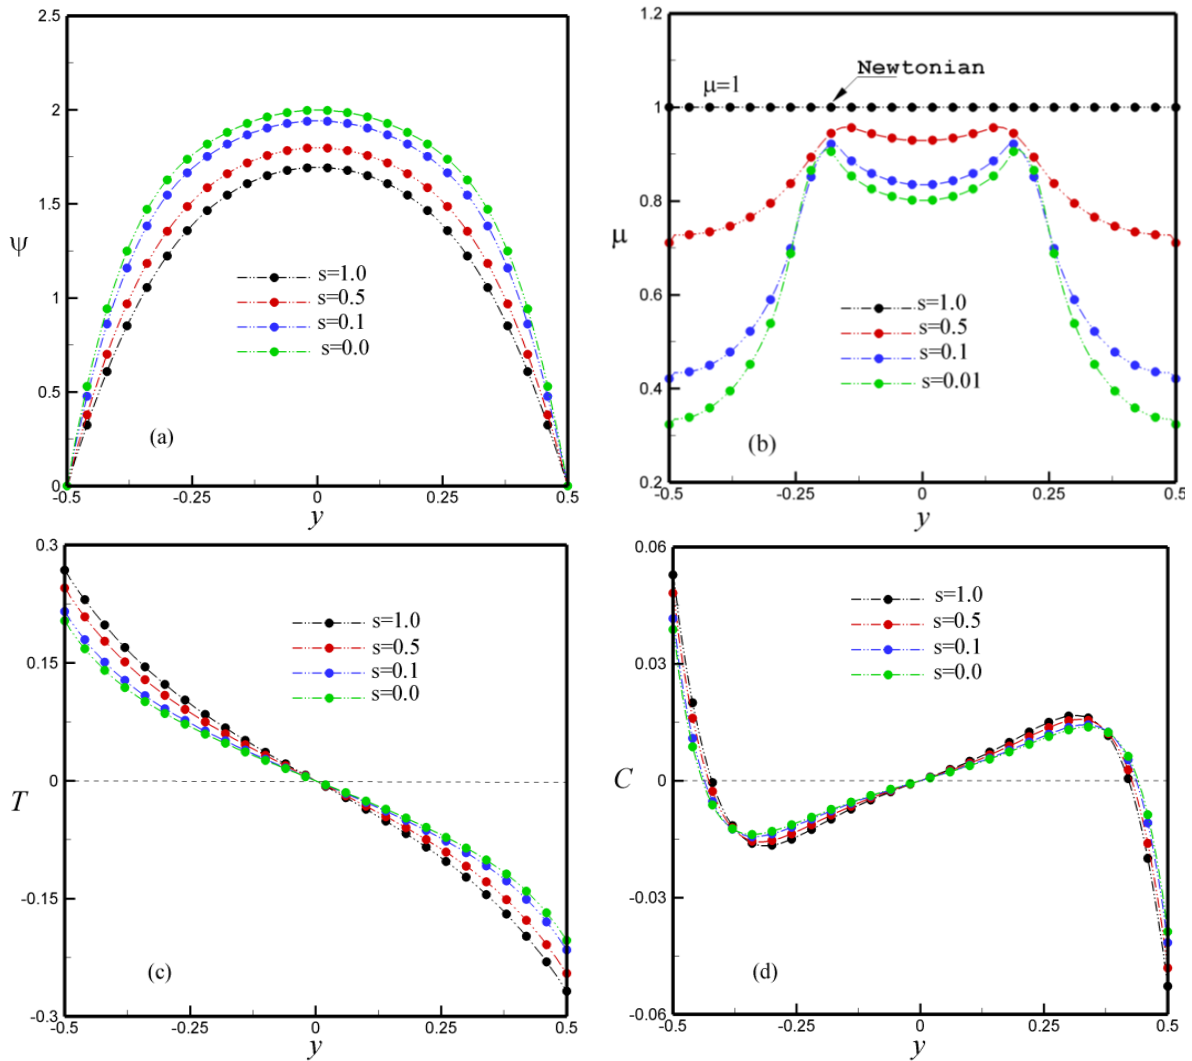 2.5
2
1.5
1
0.5
0
ψ
s=1.0
s=0.5
s=0.1
s=0.0
(a)
-0.5 -0.25 0 0.25 0.5
y
1.2
1
0.8
0.6
0.4
0.2
μ
μ=1
Newtonian
s=1.0
s=0.5
s=0.1
s=0.01
(b)
-0.5 -0.25 0 0.25 0.5
y
0.3
0.15
0
-0.15
-0.3
T
s=1.0
s=0.5
s=0.1
s=0.0
(c)
-0.5 -0.25 0 0.25 0.5
y
0.06
0.03
0
-0.03
-0.06
C
s=1.0
s=0.5
s=0.1
s=0.0
(d)
-0.5 -0.25 0 0.25 0.5
y